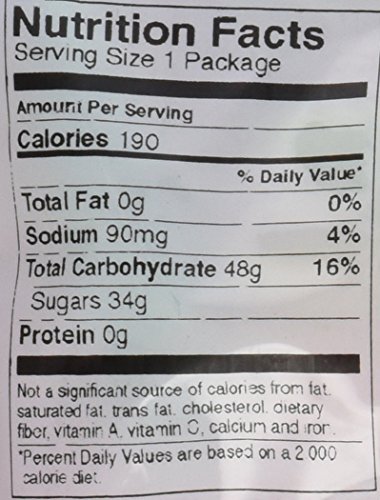 Nutrition Facts
Serving Size 1 Package
Amount Per Serving
Calories 190
% Daily Value*
Total Fat 0g 0%
Sodium 90mg 4%
Total Carbohydrate 48g 16%
Sugars 34g
Protein 0g
Not a significant source of calories from fat,
saturated fat, trans fat, cholesterol, dietary
fiber, vitamin A, vitamin C, calcium and iron.
*Percent Daily Values are based on a 2 000
calorie diet.